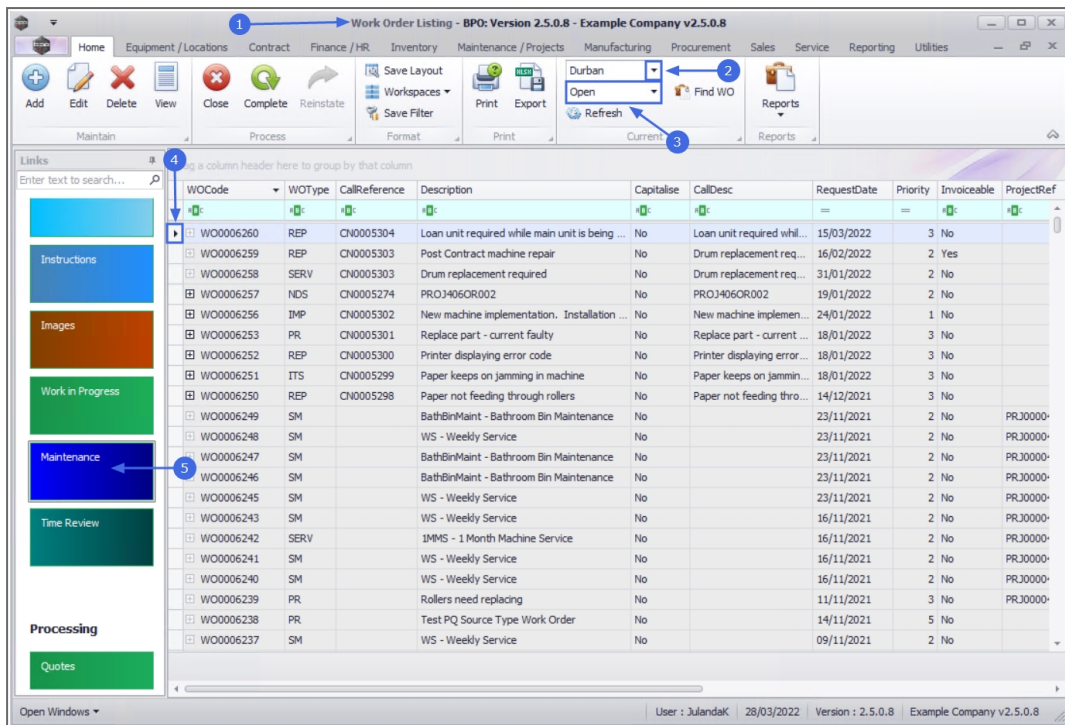 1
Work Order Listing - BPO: Version 2.5.0.8 - Example Company v2.5.0.8
Home Equipment / Locations Contract Finance / HR Inventory Maintenance / Projects Manufacturing Procurement Sales Service Reporting Utilities
Add Edit Delete View
Maintain
Close Complete Reinstate
Process
Save Layout
Workspaces
Save Filter
Format
Print Export
Print
Durban
Open
Find WO
Refresh
Current
2
3
Reports
Reports
Links
Enter text to search...
4
a column header here to group by that column
WOCode WOType CallReference Description Capitalise CallDesc RequestDate Priority Invoiceable ProjectRef
WO0006260 REP CN0005304 Loan unit required while main unit is being ... No Loan unit required whil... 15/03/2022 3 No
WO0006259 REP CN0005303 Post Contract machine repair No Drum replacement req... 16/02/2022 2 Yes
WO0006258 SERV CN0005303 Drum replacement required No Drum replacement req... 31/01/2022 2 No
WO0006257 NDS CN0005274 PROJ406OR002 No PROJ406OR002 19/01/2022 2 No
WO0006256 IMP CN0005302 New machine implementation. Installation ... No New machine implemen... 24/01/2022 1 No
WO0006253 PR CN0005301 Replace part - current faulty No Replace part - current ... 18/01/2022 3 No
WO0006252 REP CN0005300 Printer displaying error code No Printer displaying error... 18/01/2022 3 No
WO0006251 ITS CN0005299 Paper keeps on jamming in machine No Paper keeps on jammin... 18/01/2022 3 No
WO0006250 REP CN0005298 Paper not feeding through rollers No Paper not feeding thro... 14/12/2021 3 No
WO0006249 SM BathBinMaint - Bathroom Bin Maintenance No 23/11/2021 2 No PRJ0000
WO0006248 SM WS - Weekly Service No 23/11/2021 2 No PRJ0000
WO0006247 SM BathBinMaint - Bathroom Bin Maintenance No 23/11/2021 2 No PRJ0000
WO0006246 SM BathBinMaint - Bathroom Bin Maintenance No 23/11/2021 2 No PRJ0000
WO0006245 SM WS - Weekly Service No 23/11/2021 2 No PRJ0000
WO0006243 SM WS - Weekly Service No 16/11/2021 2 No PRJ0000
WO0006242 SERV 1MMS - 1 Month Machine Service No 16/11/2021 2 No PRJ0000
WO0006241 SM WS - Weekly Service No 16/11/2021 2 No PRJ0000
WO0006240 SM WS - Weekly Service No 16/11/2021 2 No PRJ0000
WO0006239 PR Rollers need replacing No 11/11/2021 3 No PRJ0000
WO0006238 PR Test PQ Source Type Work Order No 14/11/2021 5 No
WO0006237 SM WS - Weekly Service No 09/11/2021 2 No
Instructions
Images
Work in Progress
Maintenance
5
Time Review
Processing
Quotes
Open Windows User : JulandaK 28/03/2022 Version : 2.5.0.8 Example Company v2.5.0.8